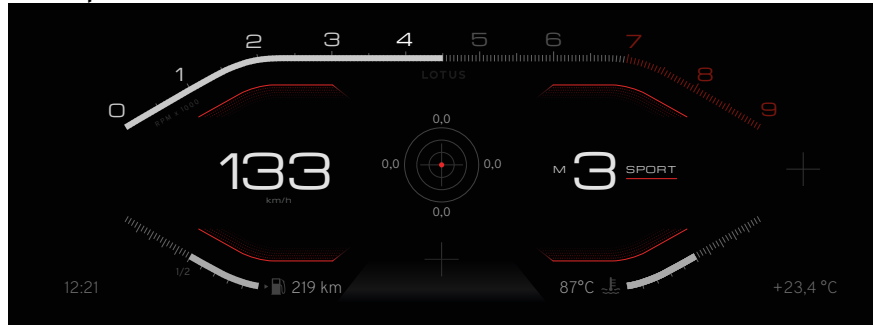 0 1 2 3 4 5 6 7 8 9
LOTUS
RPM x 1000
0,0
133
0,0 0,0
M 3 SPORT
km/h
0,0
1/2
12:21
219 km
87°C
+23,4 °C